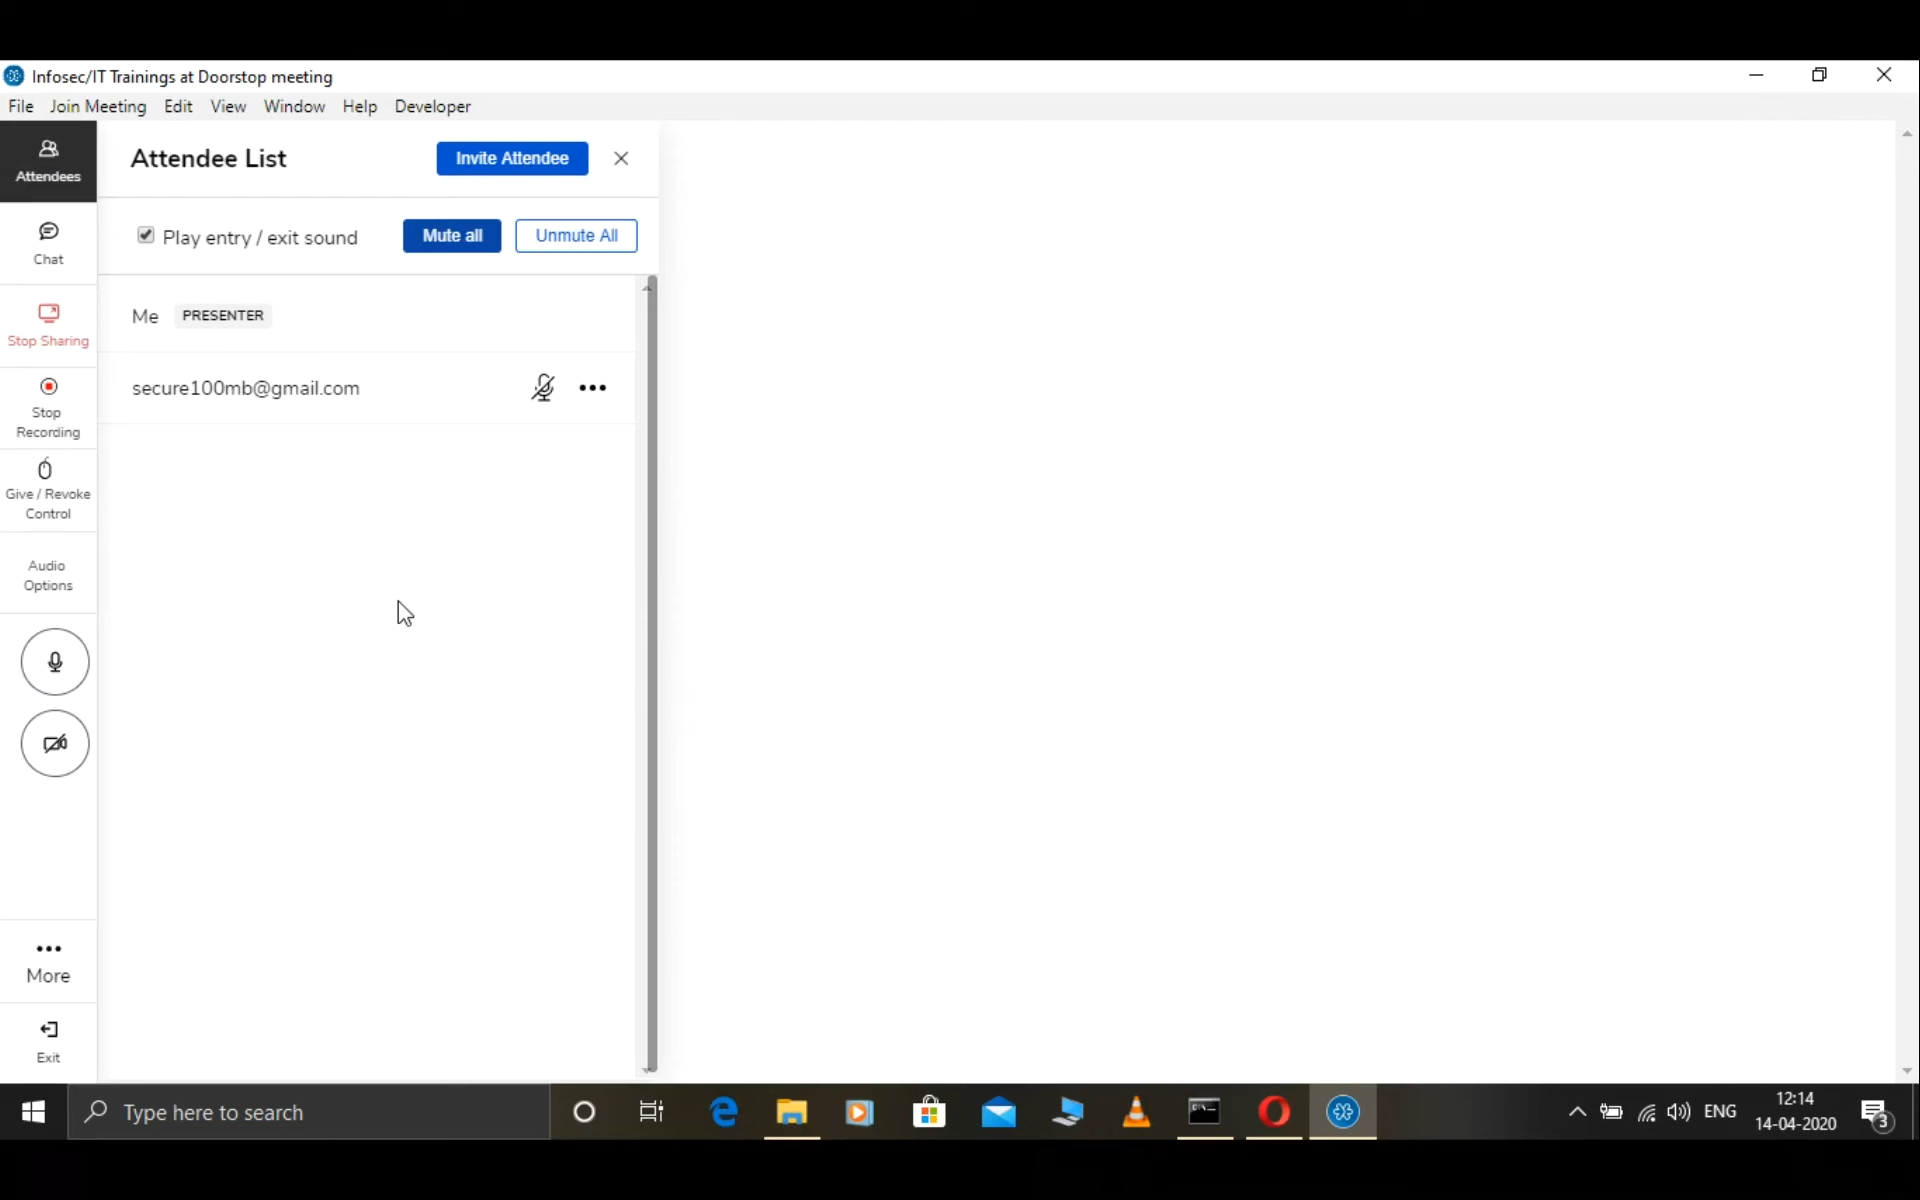 Infosec/IT Trainings at Doorstop meeting
File Join Meeting Edit View Window Help Developer
Attendees
Attendee List
Invite Attendee
Chat
Play entry / exit sound
Mute all
Unmute All
Stop Sharing
Me PRESENTER
secure100mb@gmail.com
Stop
Recording
Give / Revoke
Control
Audio
Options
More
Exit
Type here to search
ENG
12:14
14-04-2020
3